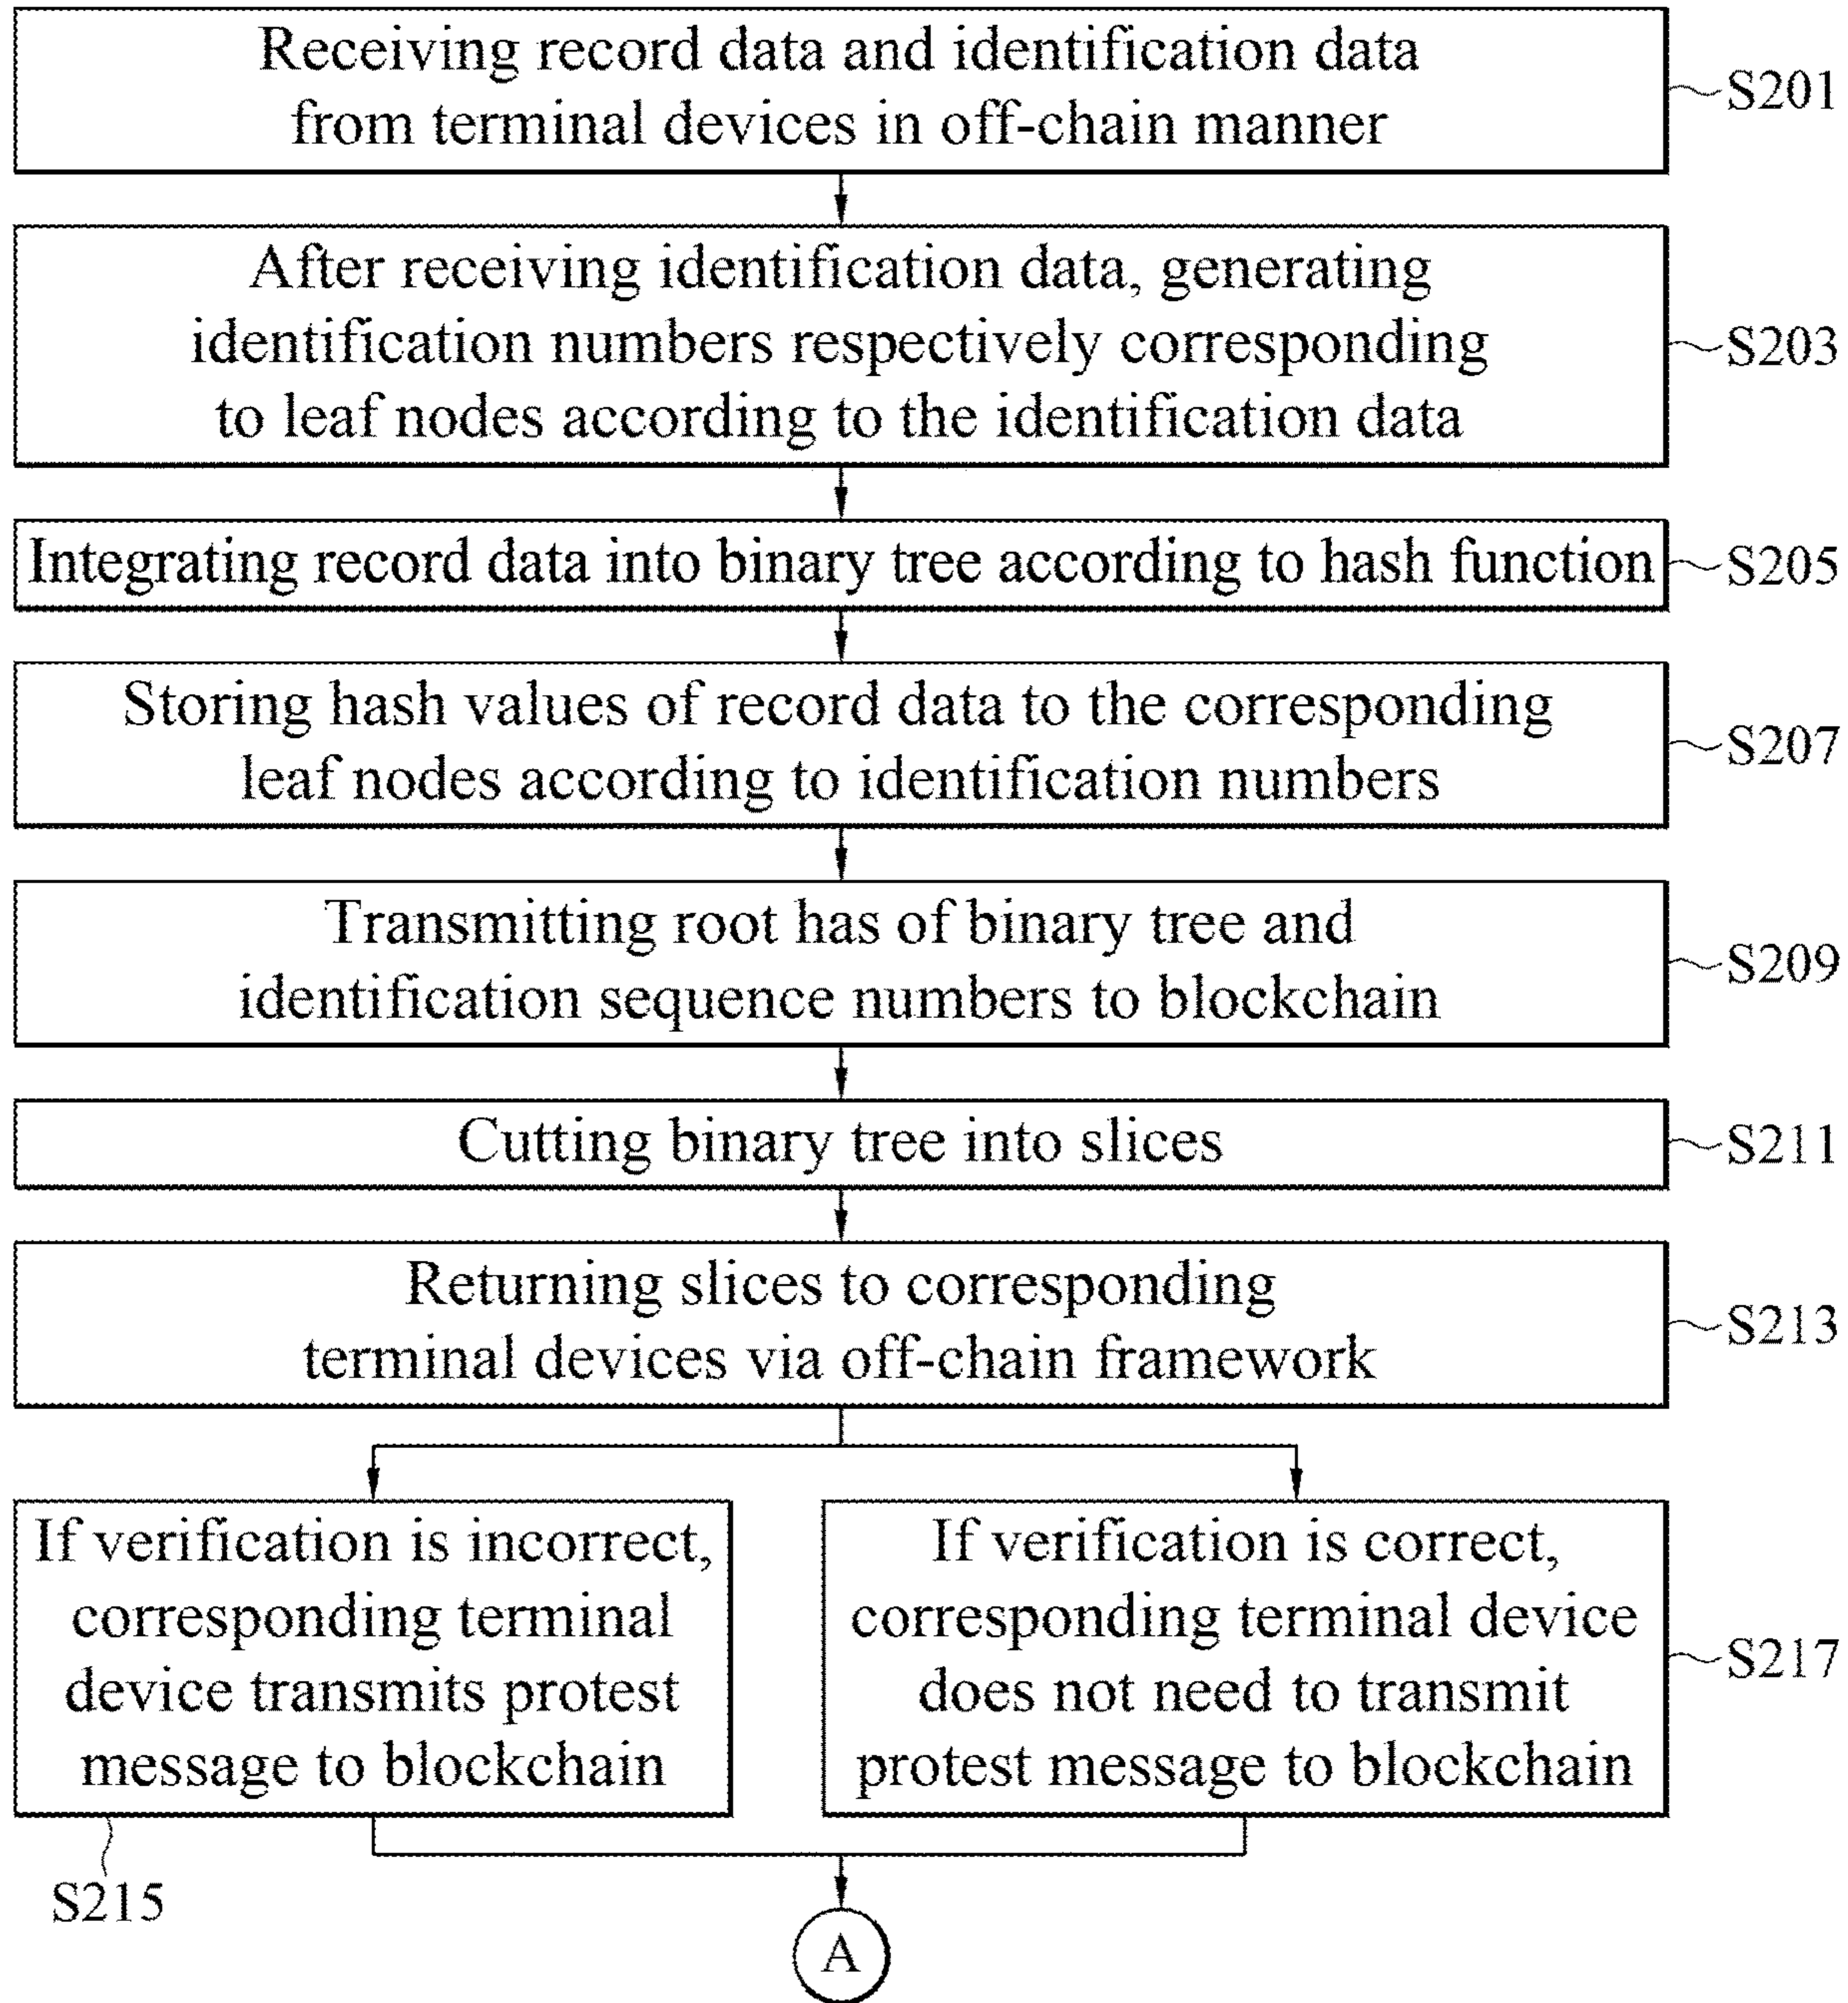 Receiving record data and identification data
from terminal devices in off-chain manner
S201
After receiving identification data, generating
identification numbers respectively corresponding
to leaf nodes according to the identification data
S203
Integrating record data into binary tree according to hash function
S205
Storing hash values of record data to the corresponding
leaf nodes according to identification numbers
S207
Transmitting root has of binary tree and
identification sequence numbers to blockchain
S209
Cutting binary tree into slices
S211
Returning slices to corresponding
terminal devices via off-chain framework
S213
If verification is incorrect,
corresponding terminal
device transmits protest
message to blockchain
S215
If verification is correct,
corresponding terminal device
does not need to transmit
protest message to blockchain
S217
A